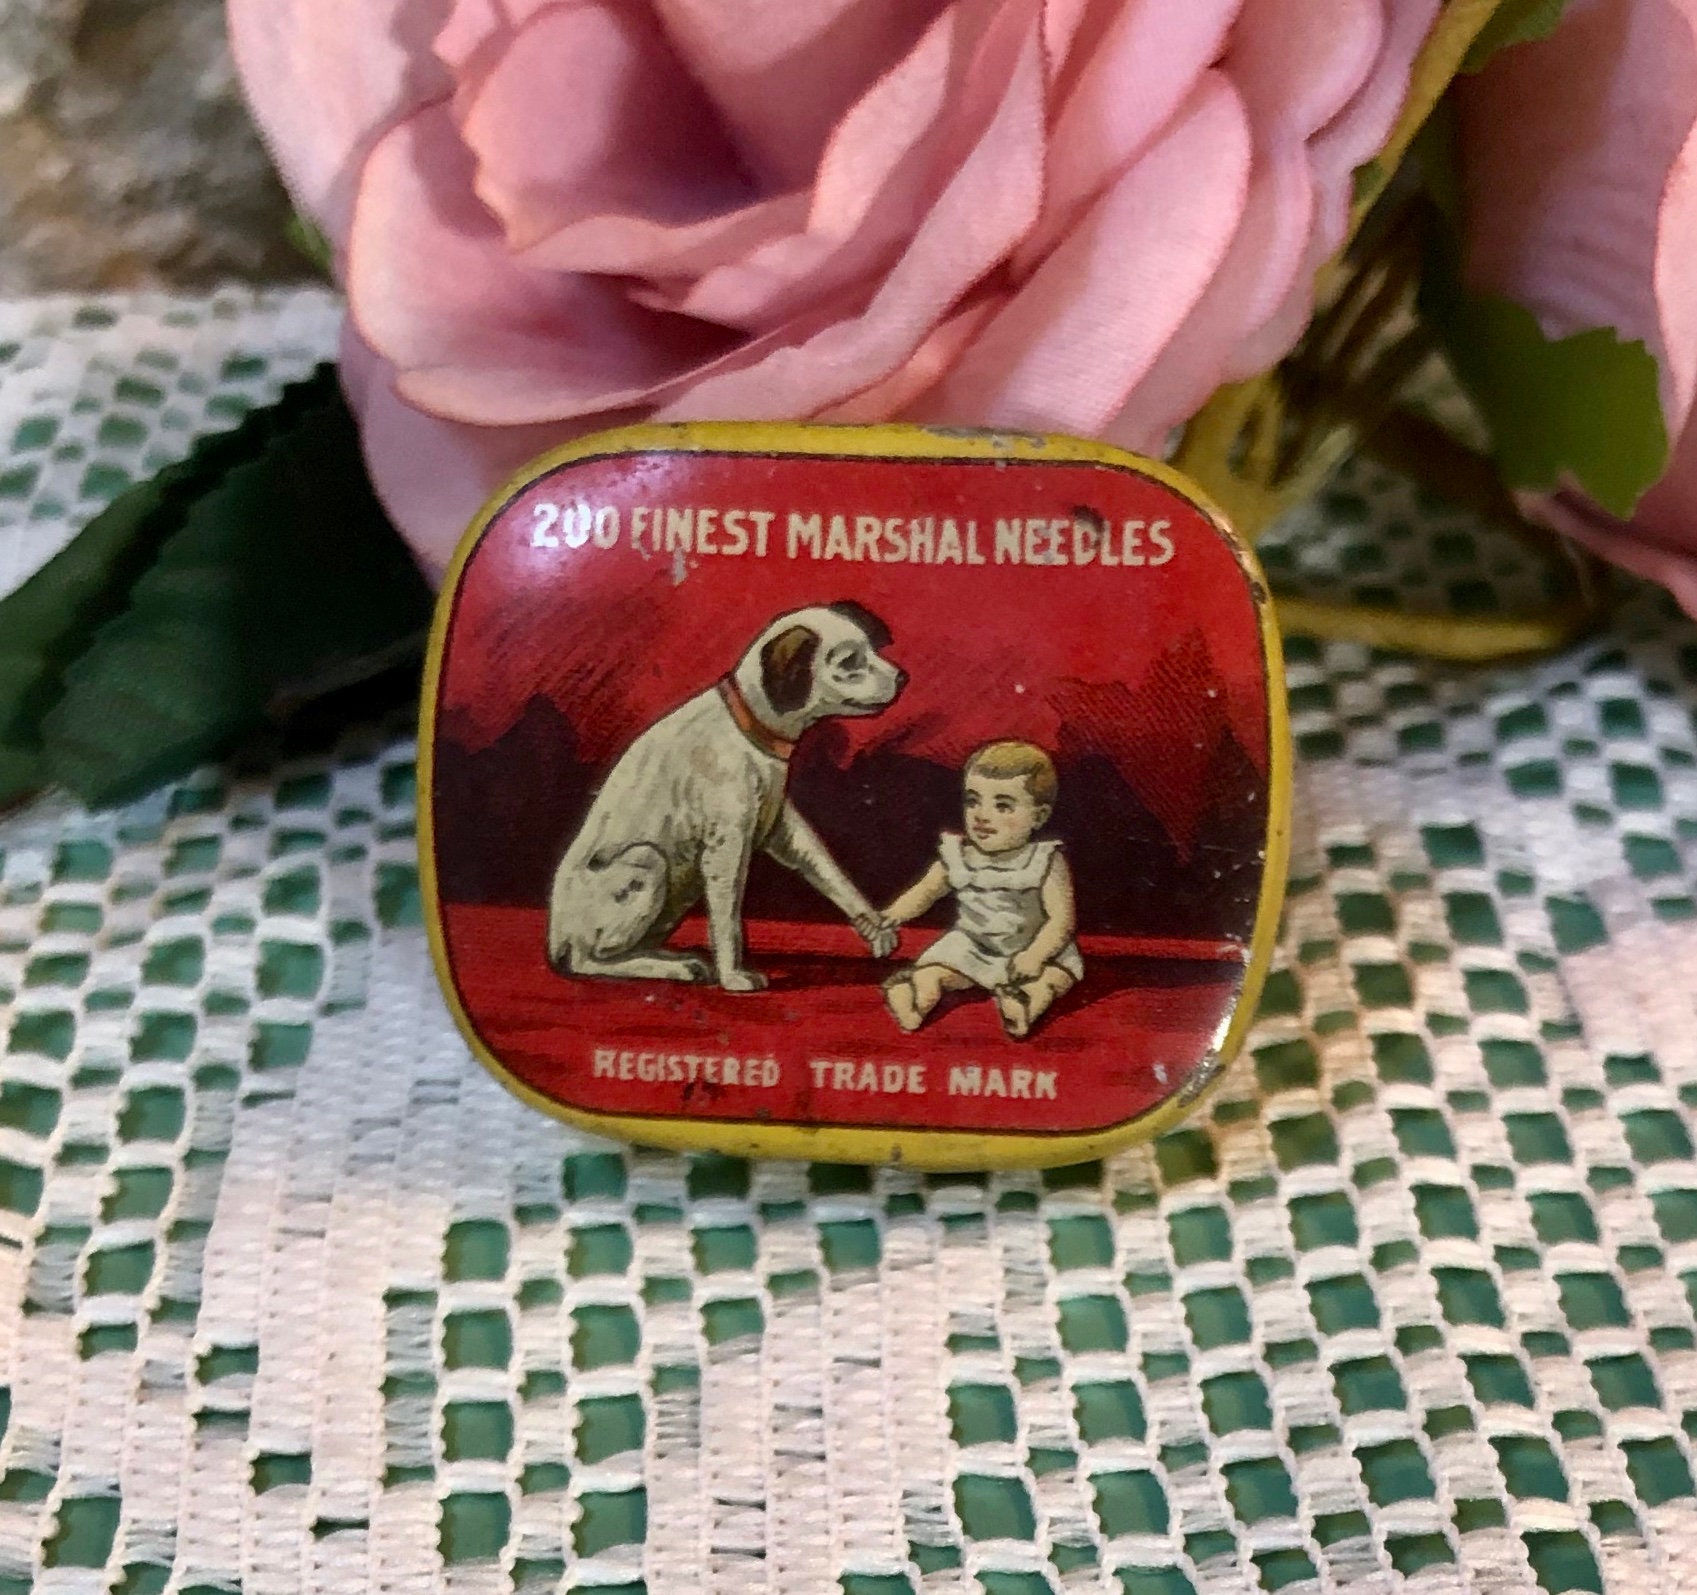 200 FINEST MARSHAL NEEDLES
REGISTERED TRADE MARK